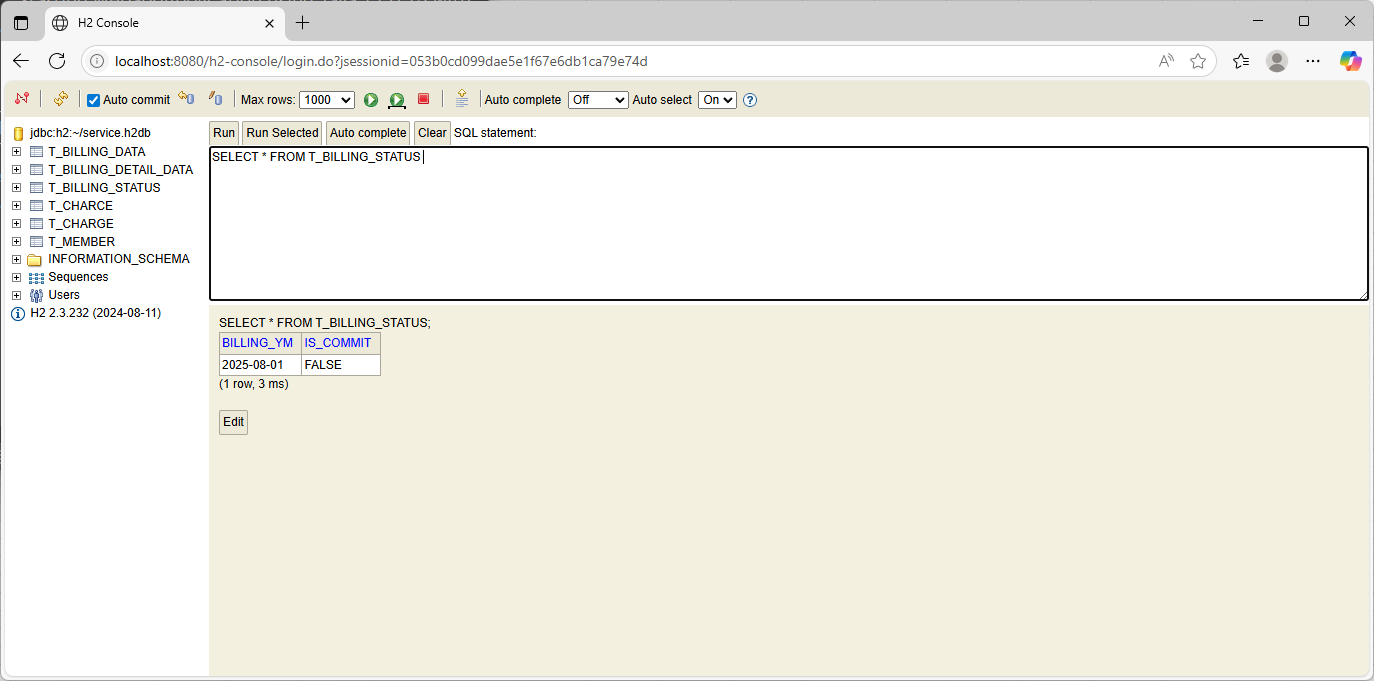 H2 Console
localhost:8080/h2-console/login.do?jsessionid=053b0cd099dae5e1f67e6db1ca79e74d
Auto commit Max rows: 1000 Auto complete Off Auto select On
jdbc:h2:~/service.h2db
T_BILLING_DATA
T_BILLING_DETAIL_DATA
T_BILLING_STATUS
T_CHARCE
T_CHARGE
T_MEMBER
INFORMATION_SCHEMA
Sequences
Users
H2 2.3.232 (2024-08-11)
Run Run Selected Auto complete Clear SQL statement:
SELECT * FROM T_BILLING_STATUS
SELECT * FROM T_BILLING_STATUS;
BILLING_YM IS_COMMIT
2025-08-01 FALSE
(1 row, 3 ms)
Edit